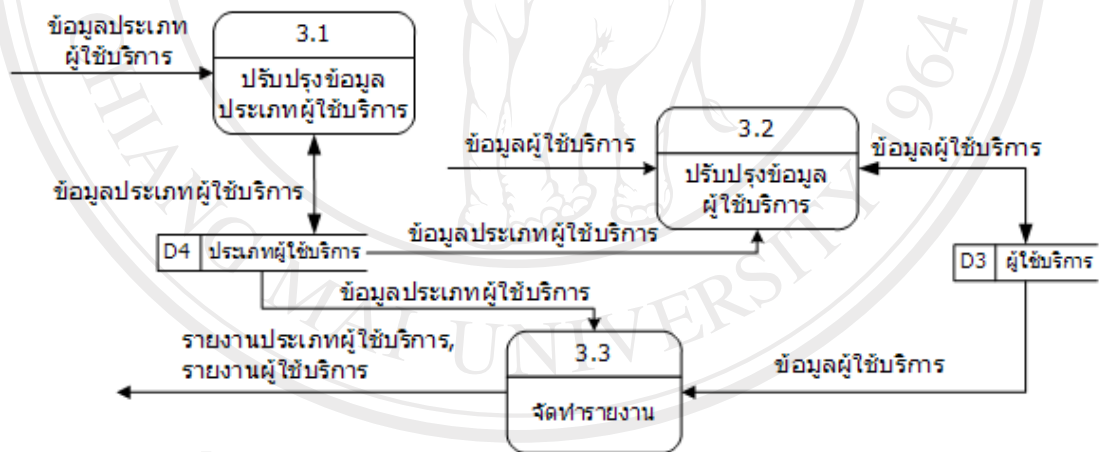 ข้อมูลประเภท
ผู้ใช้บริการ
3.1
ปรับปรุงข้อมูล
ประเภทผู้ใช้บริการ
3.2
ปรับปรุงข้อมูล
ผู้ใช้บริการ
ข้อมูลผู้ใช้บริการ
ข้อมูลผู้ใช้บริการ
ข้อมูลประเภทผู้ใช้บริการ
ข้อมูลประเภทผู้ใช้บริการ
D4 ประเภทผู้ใช้บริการ
D3 ผู้ใช้บริการ
ข้อมูลประเภทผู้ใช้บริการ
รายงานประเภทผู้ใช้บริการ,
รายงานผู้ใช้บริการ
3.3
จัดทำรายงาน
ข้อมูลผู้ใช้บริการ
CHIANG MAI UNIVERSITY 1964